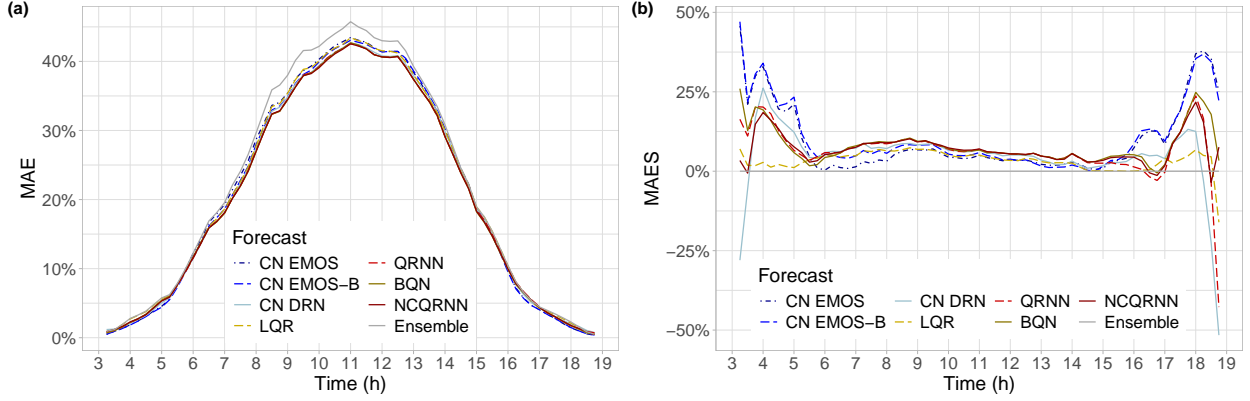 (a)
MAE
40%
30%
20%
10%
0%
3 4 5 6 7 8 9 10 11 12 13 14 15 16 17 18 19
Time (h)
Forecast
CN EMOS QRNN
CN EMOS−B BQN
CN DRN NCQRNN
LQR Ensemble
(b)
MAES
50%
25%
0%
−25%
−50%
3 4 5 6 7 8 9 10 11 12 13 14 15 16 17 18 19
Time (h)
Forecast
CN EMOS CN DRN QRNN NCQRNN
CN EMOS−B LQR BQN Ensemble